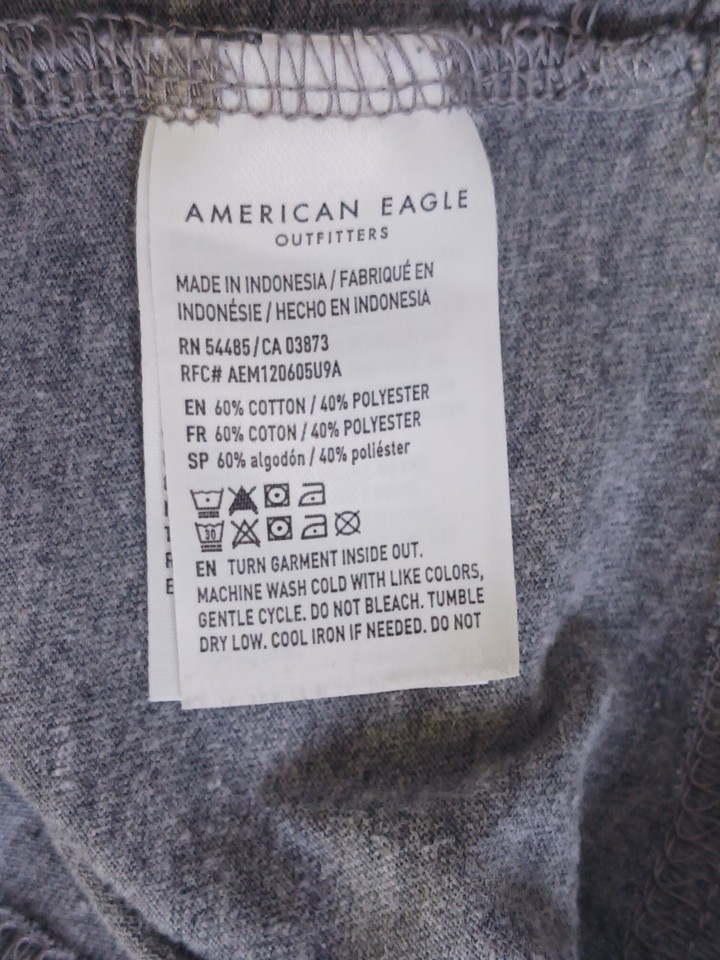 AMERICAN EAGLE
OUTFITTERS
MADE IN INDONESIA / FABRIQUÉ EN
INDONÉSIE / HECHO EN INDONESIA
RN 54485 / CA 03873
RFC# AEM120605U9A
EN 60% COTTON / 40% POLYESTER
FR 60% COTON / 40% POLYESTER
SP 60% algodón / 40% poliéster
30
EN TURN GARMENT INSIDE OUT.
MACHINE WASH COLD WITH LIKE COLORS,
GENTLE CYCLE. DO NOT BLEACH. TUMBLE
DRY LOW. COOL IRON IF NEEDED. DO NOT